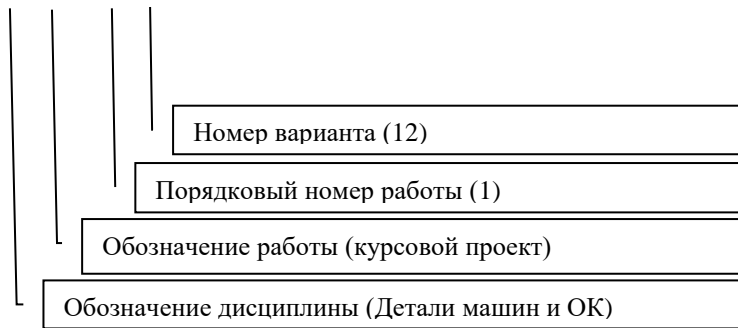 Номер варианта (12)
Порядковый номер работы (1)
Обозначение работы (курсовой проект)
Обозначение дисциплины (Детали машин и ОК)